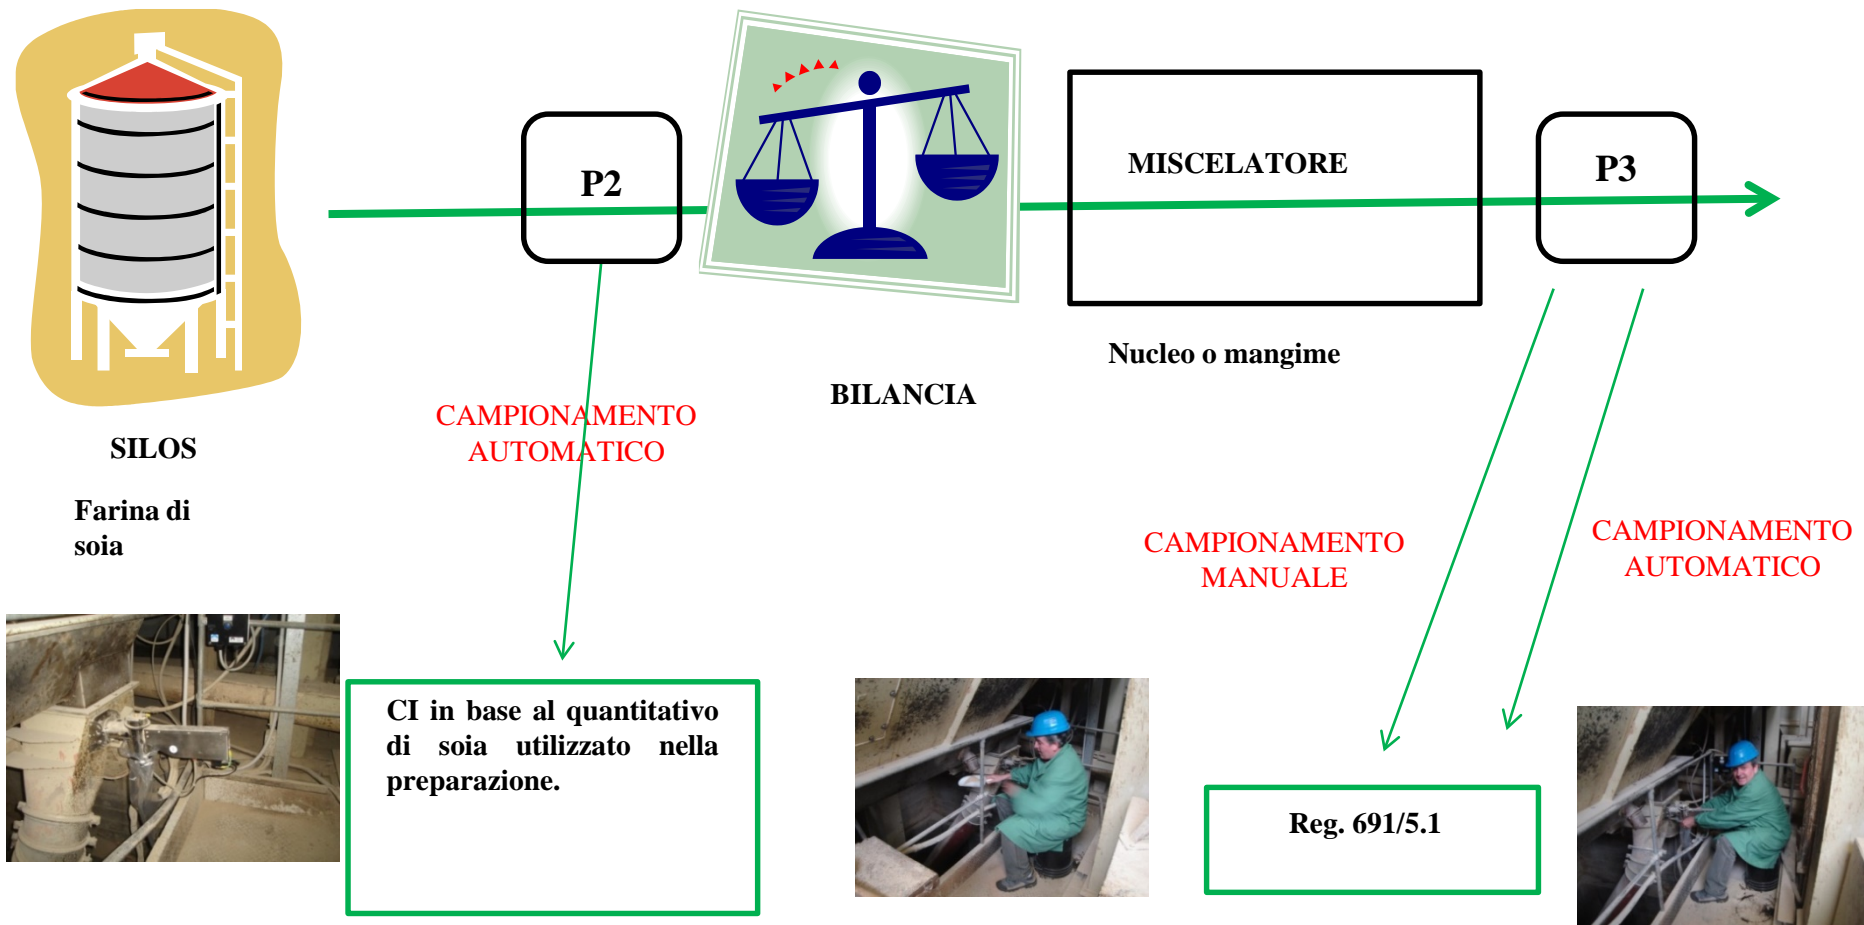 P2
MISCELATORE
P3
Nucleo o mangime
BILANCIA
CAMPIONAMENTO
AUTOMATICO
SILOS
Farina di
soia
CAMPIONAMENTO
MANUALE
CAMPIONAMENTO
AUTOMATICO
CI in base al quantitativo
di soia utilizzato nella
preparazione.
Reg. 691/5.1